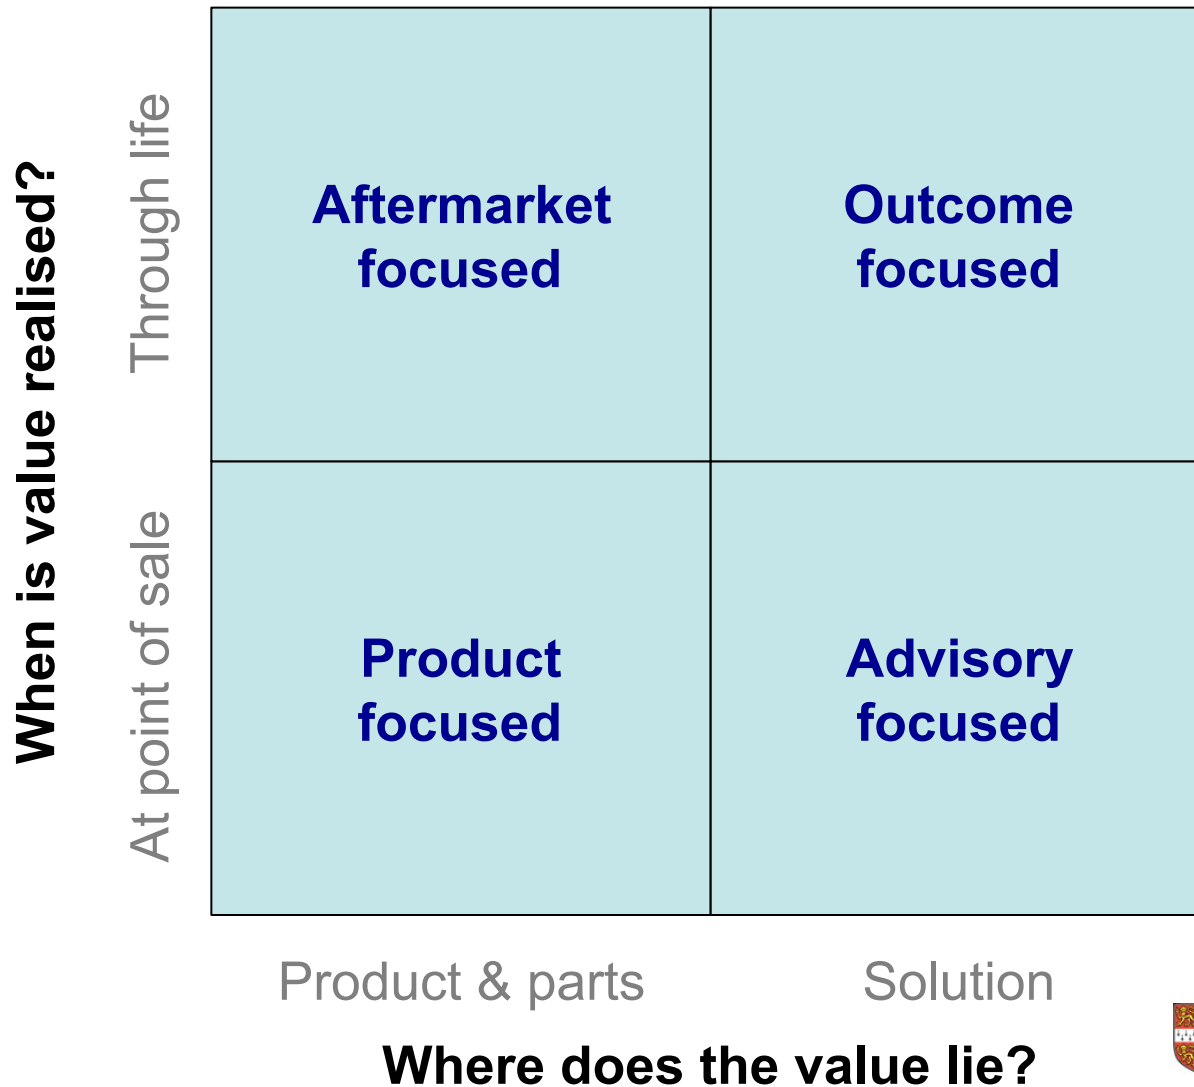 When is value realised?
Through life
At point of sale
Aftermarket
focused
Outcome
focused
Product
focused
Advisory
focused
Product & parts
Solution
Where does the value lie?